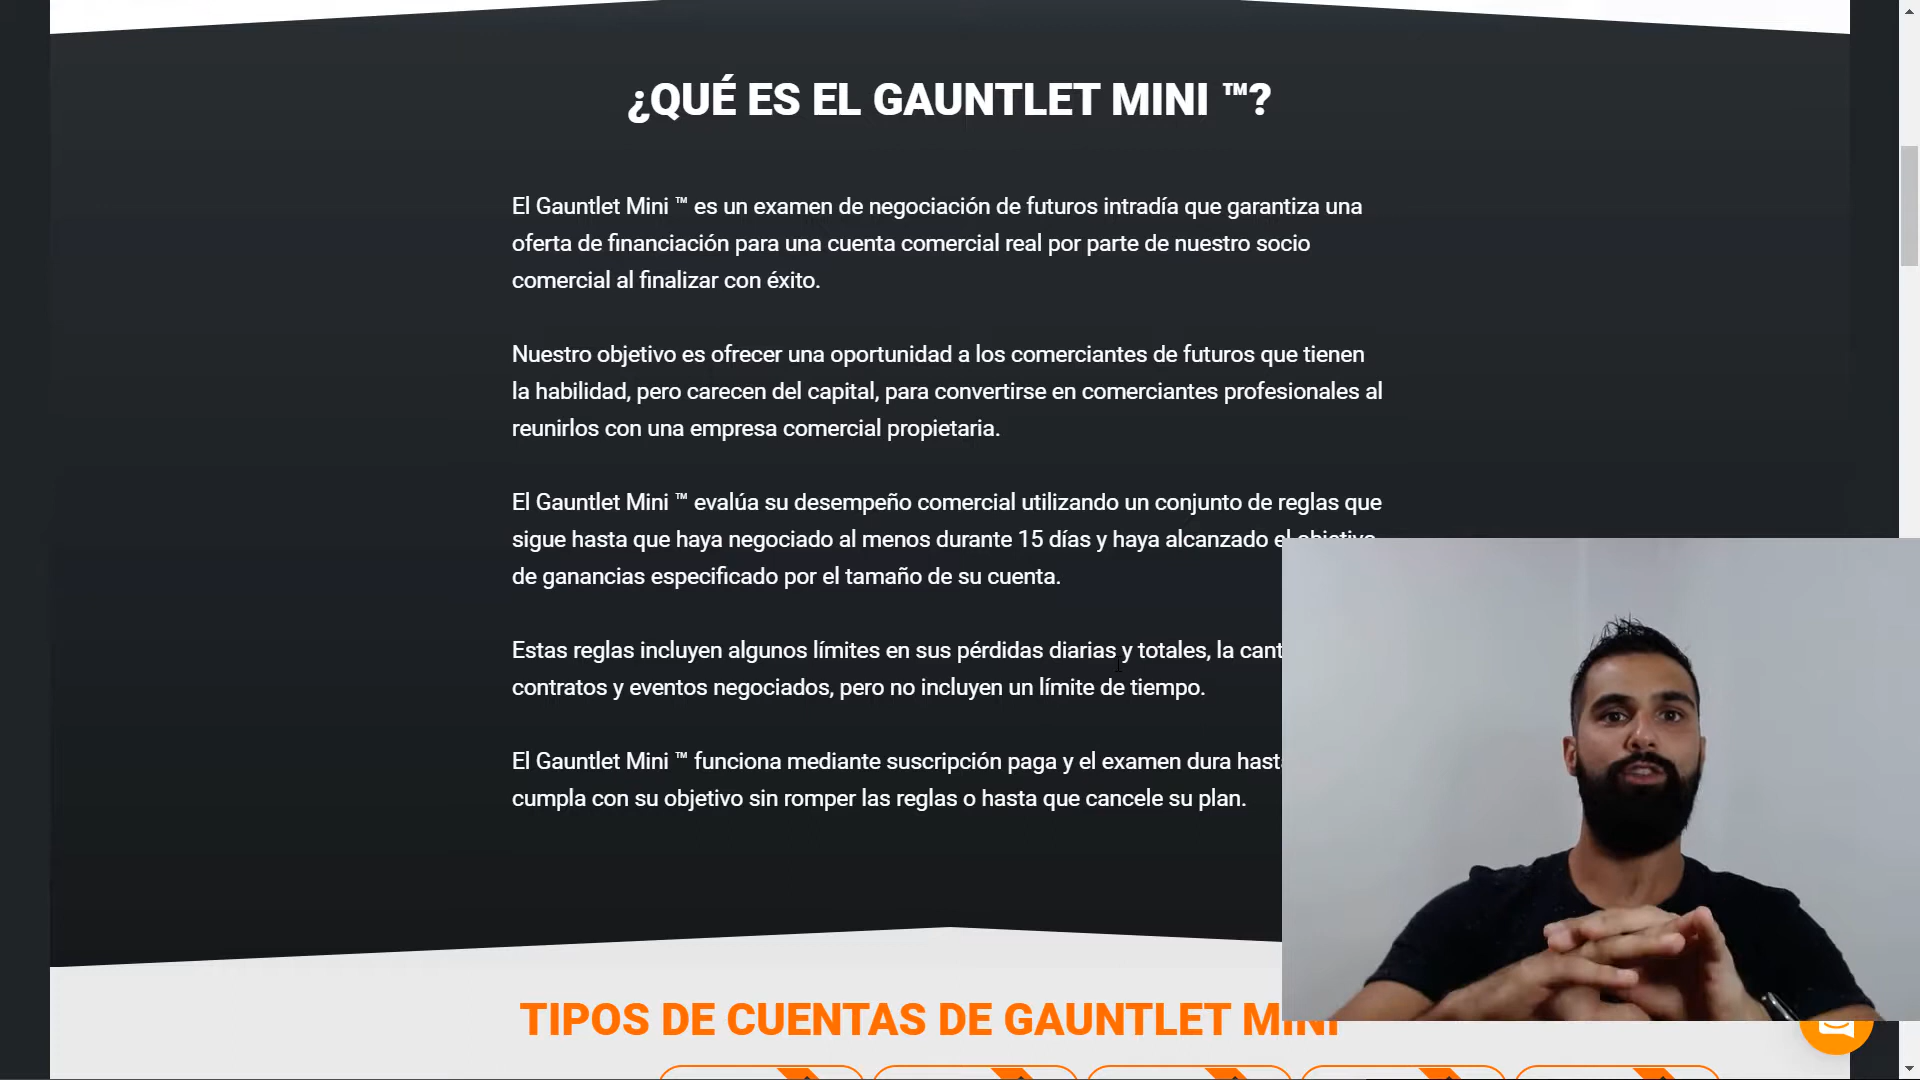 ¿QUÉ ES EL GAUNTLET MINI ™?
El Gauntlet Mini ™ es un examen de negociación de futuros intradía que garantiza una
oferta de financiación para una cuenta comercial real por parte de nuestro socio
comercial al finalizar con éxito.
Nuestro objetivo es ofrecer una oportunidad a los comerciantes de futuros que tienen
la habilidad, pero carecen del capital, para convertirse en comerciantes profesionales al
reunirlos con una empresa comercial propietaria.
El Gauntlet Mini ™ evalúa su desempeño comercial utilizando un conjunto de reglas que
sigue hasta que haya negociado al menos durante 15 días y haya alcanzado el objetivo
de ganancias especificado por el tamaño de su cuenta.
Estas reglas incluyen algunos límites en sus pérdidas diarias y totales, la cant
contratos y eventos negociados, pero no incluyen un límite de tiempo.
El Gauntlet Mini ™ funciona mediante suscripción paga y el examen dura hasta
cumpla con su objetivo sin romper las reglas o hasta que cancele su plan.
TIPOS DE CUENTAS DE GAUNTLET MINI